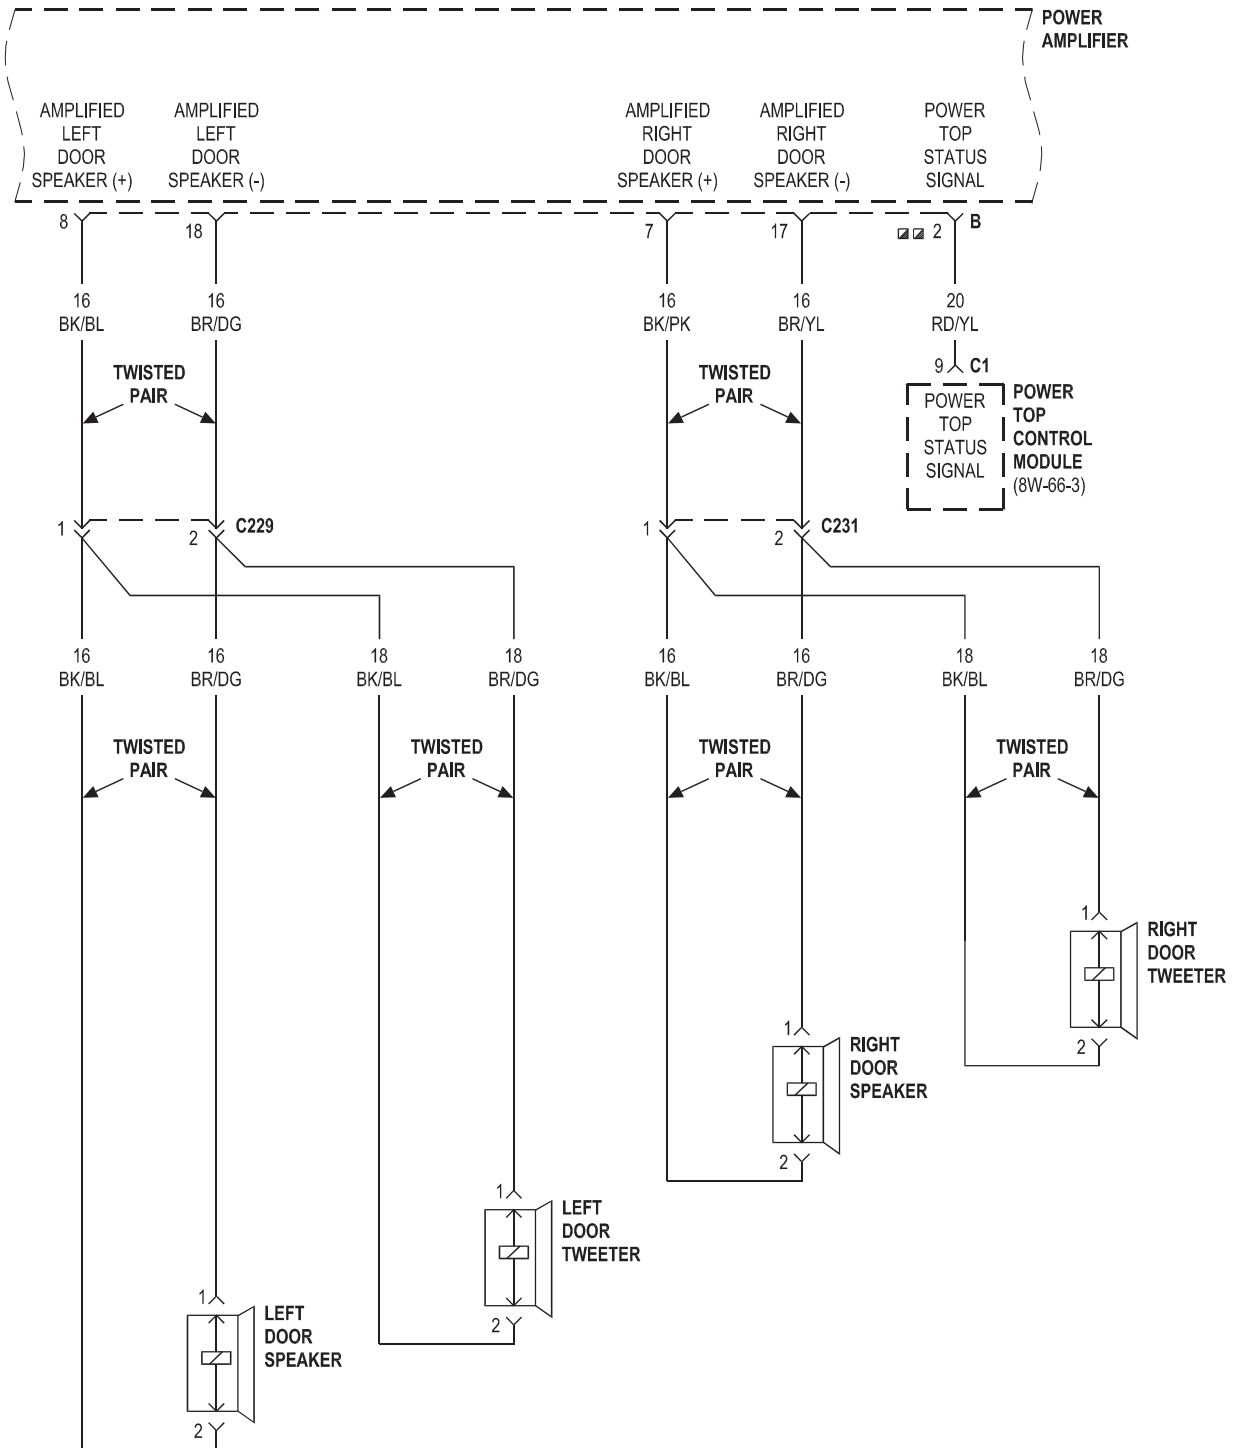 POWER
AMPLIFIER
AMPLIFIED
LEFT
DOOR
SPEAKER (+)
AMPLIFIED
LEFT
DOOR
SPEAKER (-)
AMPLIFIED
RIGHT
DOOR
SPEAKER (+)
AMPLIFIED
RIGHT
DOOR
SPEAKER (-)
POWER
TOP
STATUS
SIGNAL
8
18
7
17
2
B
16
BK/BL
16
BR/DG
16
BK/PK
16
BR/YL
20
RD/YL
TWISTED
PAIR
TWISTED
PAIR
9
C1
POWER
TOP
STATUS
SIGNAL
POWER
TOP
CONTROL
MODULE
(8W-66-3)
1
2
C229
1
2
C231
16
BK/BL
16
BR/DG
18
BK/BL
18
BR/DG
16
BK/BL
16
BR/DG
18
BK/BL
18
BR/DG
TWISTED
PAIR
TWISTED
PAIR
TWISTED
PAIR
TWISTED
PAIR
1
RIGHT
DOOR
TWEETER
2
1
RIGHT
DOOR
SPEAKER
2
1
LEFT
DOOR
TWEETER
2
1
LEFT
DOOR
SPEAKER
2